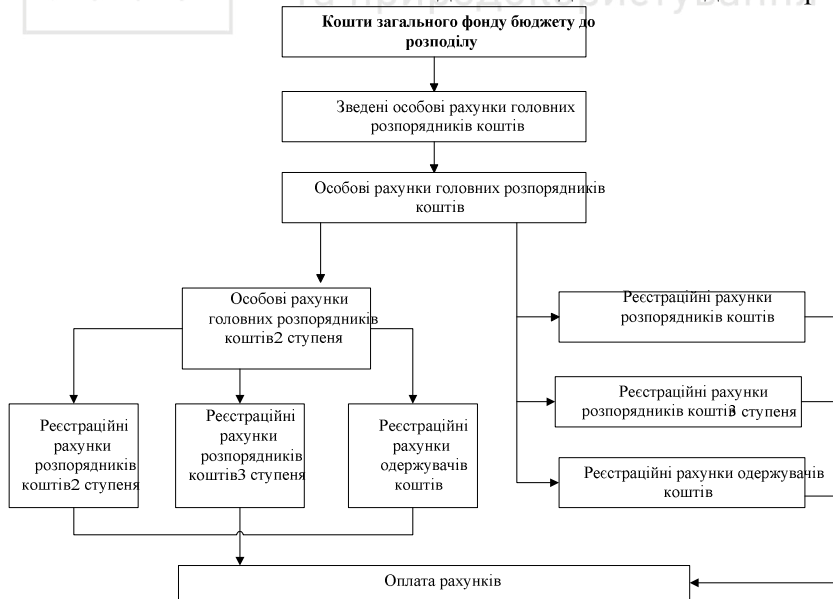 та природокористування
Кошти загального фонду бюджету до
розподілу
Зведені особові рахунки головних
розпорядників коштів
Особові рахунки головних розпорядників
коштів
Особові рахунки
головних розпорядників
коштів2 ступеня
Реєстраційні рахунки
розпорядників коштів
Реєстраційні рахунки
розпорядників коштів3 ступеня
Реєстраційні рахунки одержувачів
коштів
Реєстраційні
рахунки
розпорядників
коштів2 ступеня
Реєстраційні
рахунки
розпорядників
коштів3 ступеня
Реєстраційні
рахунки
одержувачів
коштів
Оплата рахунків